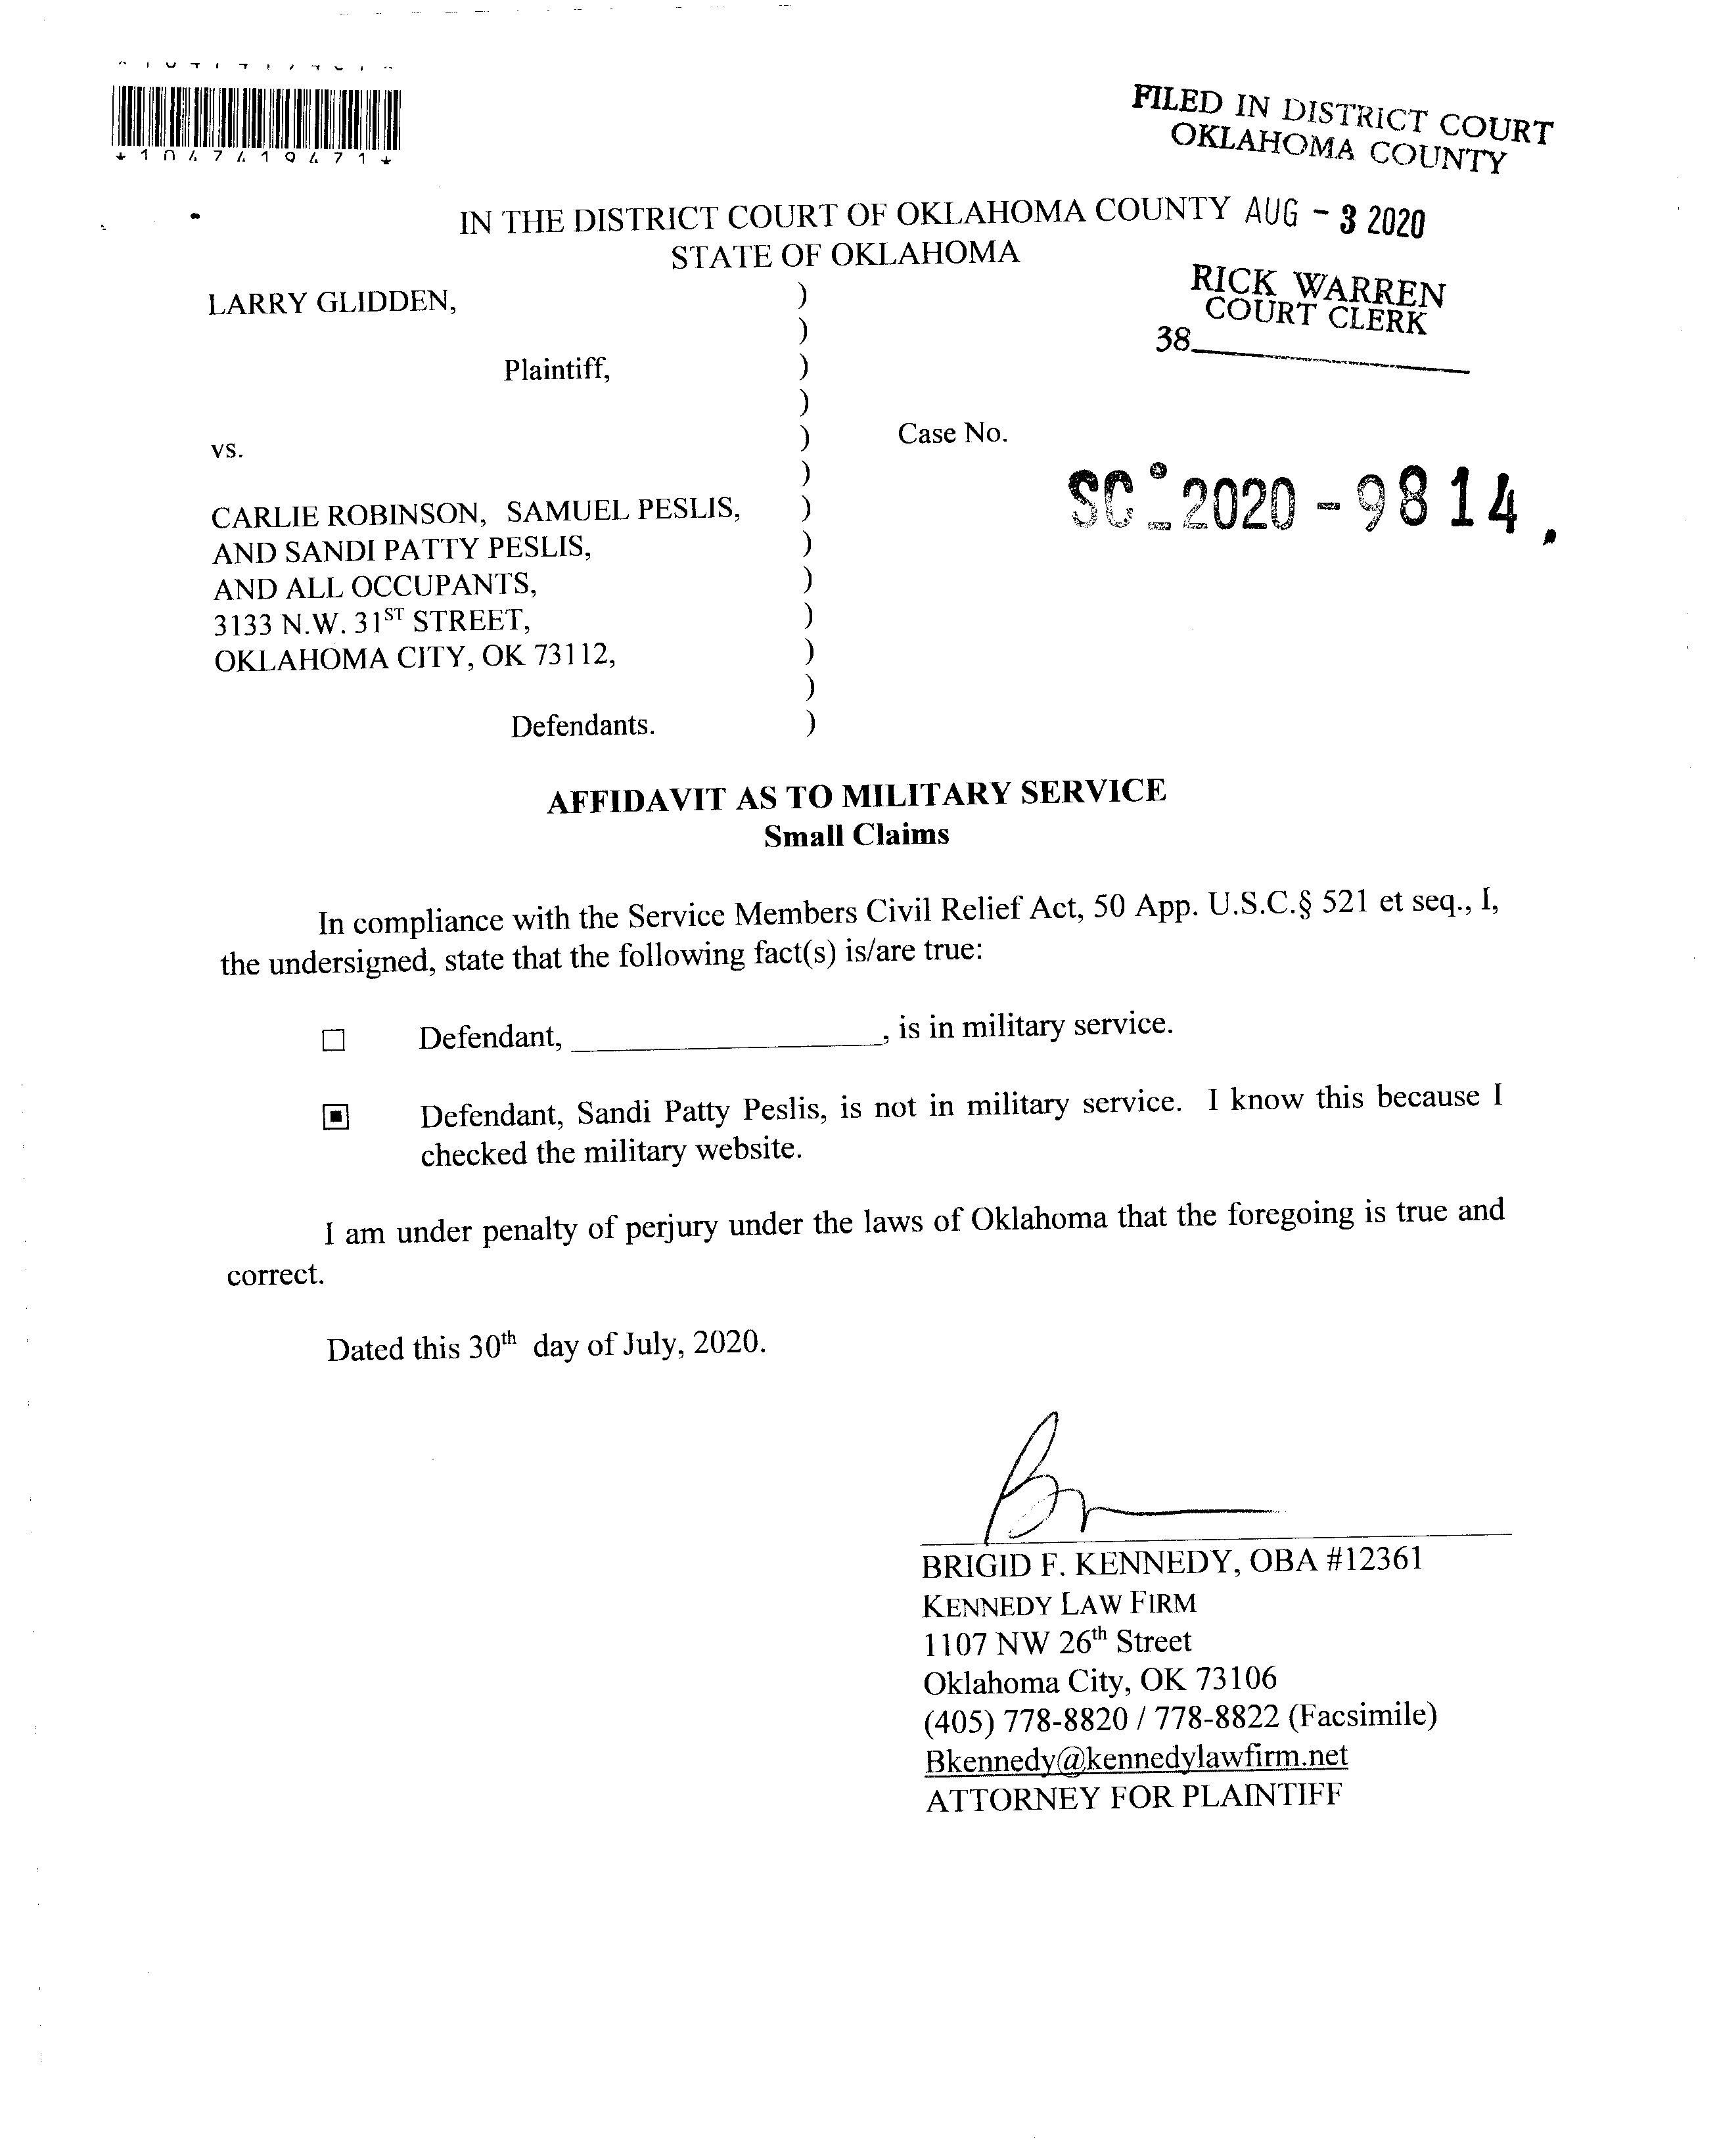 *1047419471*
FILED IN DISTRICT COURT
OKLAHOMA COUNTY
IN THE DISTRICT COURT OF OKLAHOMA COUNTY AUG - 3 2020
STATE OF OKLAHOMA
RICK WARREN
COURT CLERK
38
LARRY GLIDDEN, )
)
Plaintiff, )
)
vs. ) Case No.
)
SC-2020-9814
CARLIE ROBINSON, SAMUEL PESLIS, )
AND SANDI PATTY PESLIS, )
AND ALL OCCUPANTS, )
3133 N.W. 31ST STREET, )
OKLAHOMA CITY, OK 73112, )
)
Defendants. )
AFFIDAVIT AS TO MILITARY SERVICE
Small Claims
In compliance with the Service Members Civil Relief Act, 50 App. U.S.C.§ 521 et seq., I,
the undersigned, state that the following fact(s) is/are true:
☐ Defendant, ____________________, is in military service.
▣ Defendant, Sandi Patty Peslis, is not in military service. I know this because I
checked the military website.
I am under penalty of perjury under the laws of Oklahoma that the foregoing is true and
correct.
Dated this 30th day of July, 2020.
BRIGID F. KENNEDY, OBA #12361
KENNEDY LAW FIRM
1107 NW 26th Street
Oklahoma City, OK 73106
(405) 778-8820 / 778-8822 (Facsimile)
Bkennedy@kennedylawfirm.net
ATTORNEY FOR PLAINTIFF